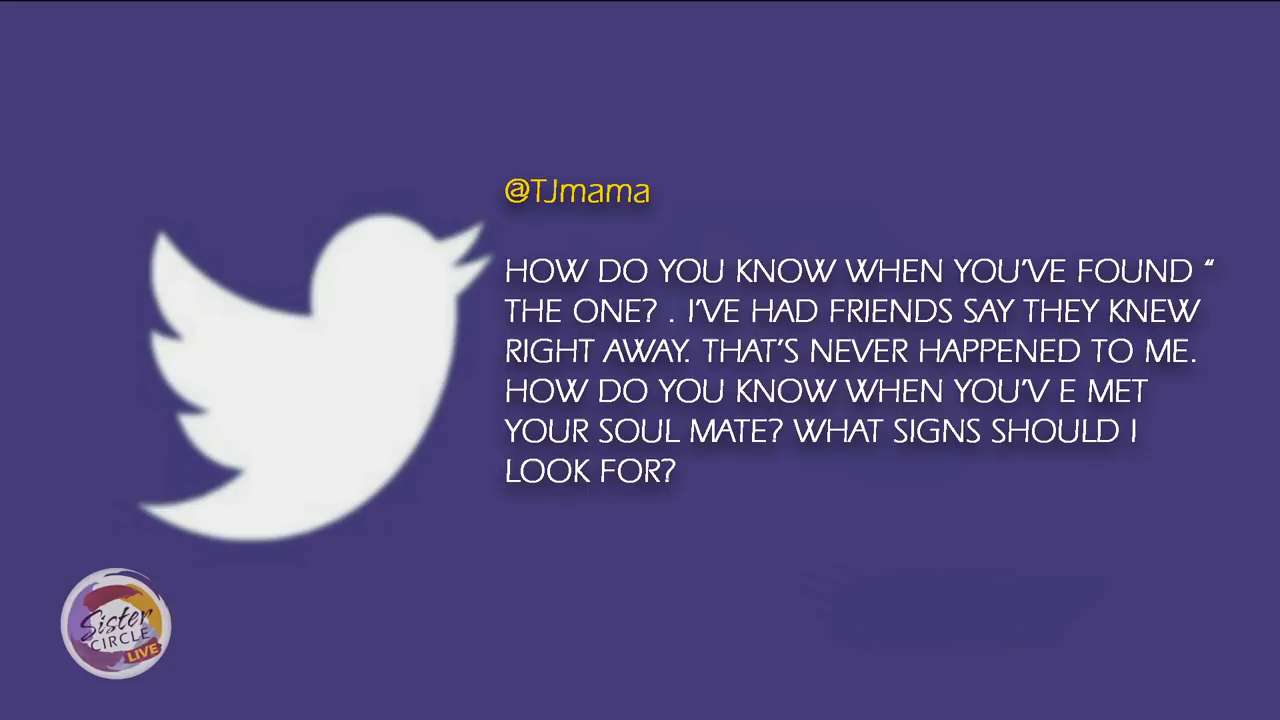 @TJmama
HOW DO YOU KNOW WHEN YOU'VE FOUND “
THE ONE? . I'VE HAD FRIENDS SAY THEY KNEW
RIGHT AWAY. THAT'S NEVER HAPPENED TO ME.
HOW DO YOU KNOW WHEN YOU'V E MET
YOUR SOUL MATE? WHAT SIGNS SHOULD I
LOOK FOR?
Sister
CIRCLE
LIVE